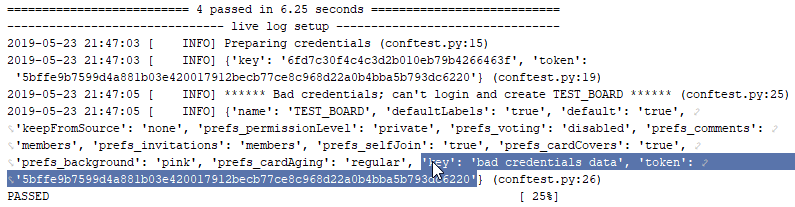 =========================== 4 passed in 6.25 seconds ===========================
-------------------------------- live log setup --------------------------------
2019-05-23 21:47:03 [    INFO] Preparing credentials (conftest.py:15)
2019-05-23 21:47:03 [    INFO] {'key': '6fd7c30f4c4c3d2b010eb79b4266463f', 'token':
'5bffe9b7599d4a881b03e420017912becb77ce8c968d22a0b4bba5b793dc6220'} (conftest.py:19)
2019-05-23 21:47:05 [    INFO] ****** Bad credentials; can't login and create TEST_BOARD ****** (conftest.py:25)
2019-05-23 21:47:05 [    INFO] {'name': 'TEST_BOARD', 'defaultLabels': 'true', 'default': 'true',
'keepFromSource': 'none', 'prefs_permissionLevel': 'private', 'prefs_voting': 'disabled', 'prefs_comments':
'members', 'prefs_invitations': 'members', 'prefs_selfJoin': 'true', 'prefs_cardCovers': 'true',
'prefs_background': 'pink', 'prefs_cardAging': 'regular', 'key': 'bad credentials data', 'token':
'5bffe9b7599d4a881b03e420017912becb77ce8c968d22a0b4bba5b793dc6220'} (conftest.py:26)
PASSED                                                                   [ 25%]